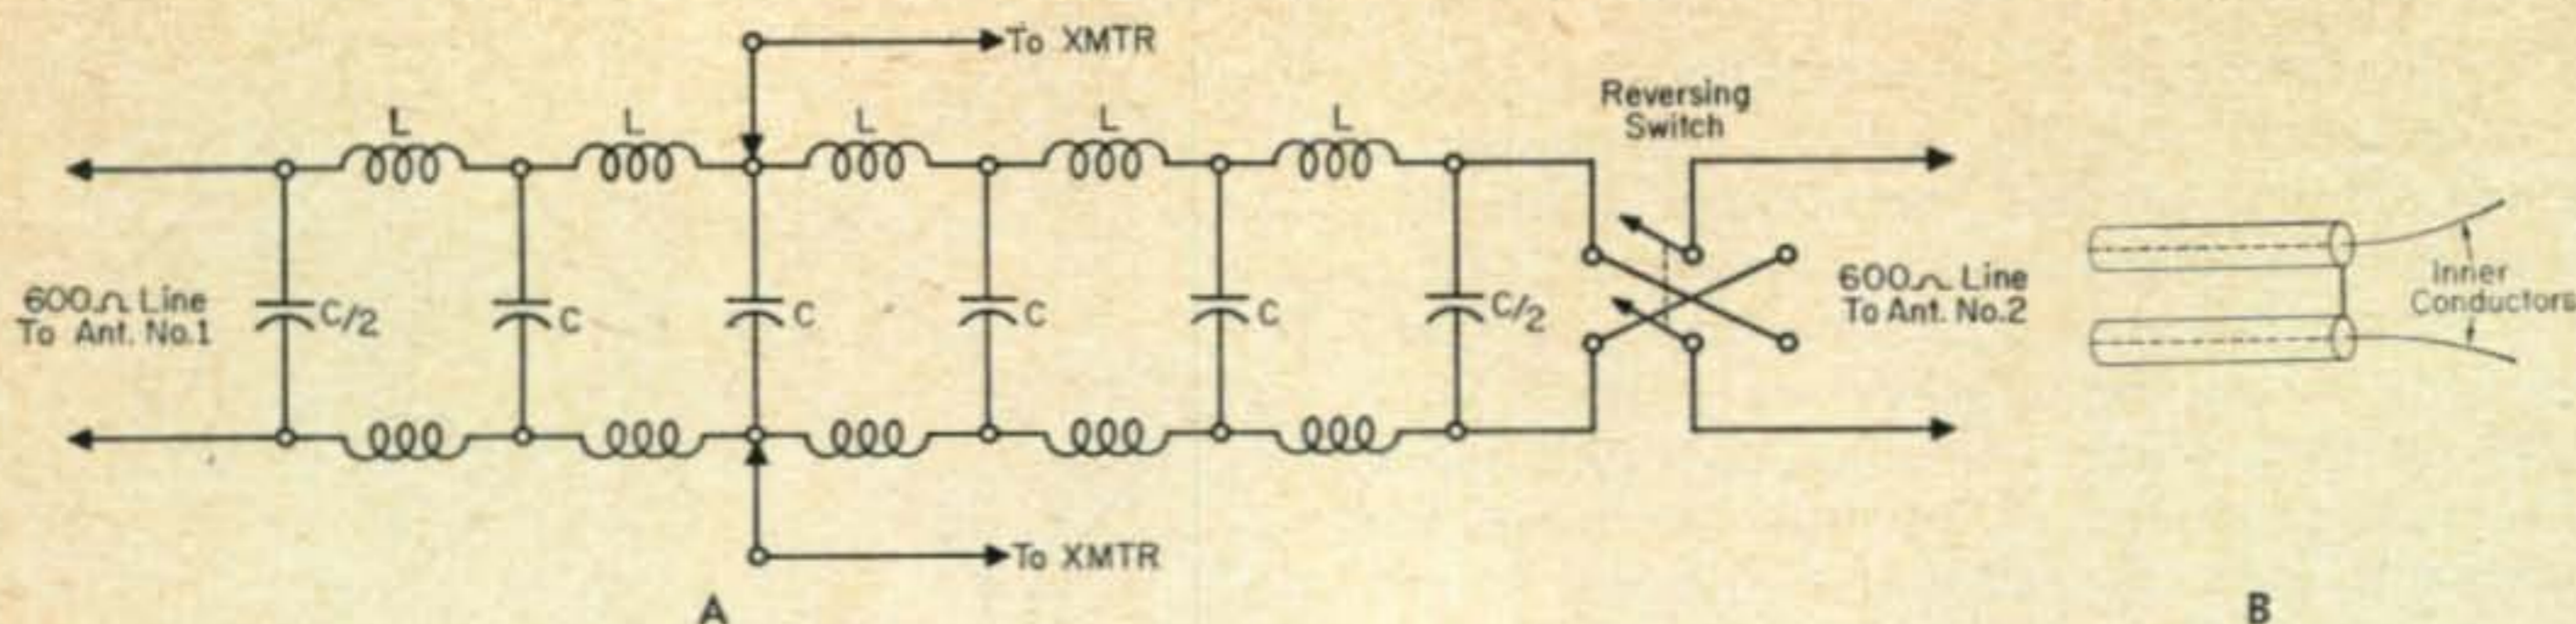 To XMTR
L
L
L
L
L
Reversing
Switch
600Ω Line
To Ant. No.1
C/2
C
C
C
C
C/2
600Ω Line
To Ant. No.2
Inner
Conductors
To XMTR
A
B